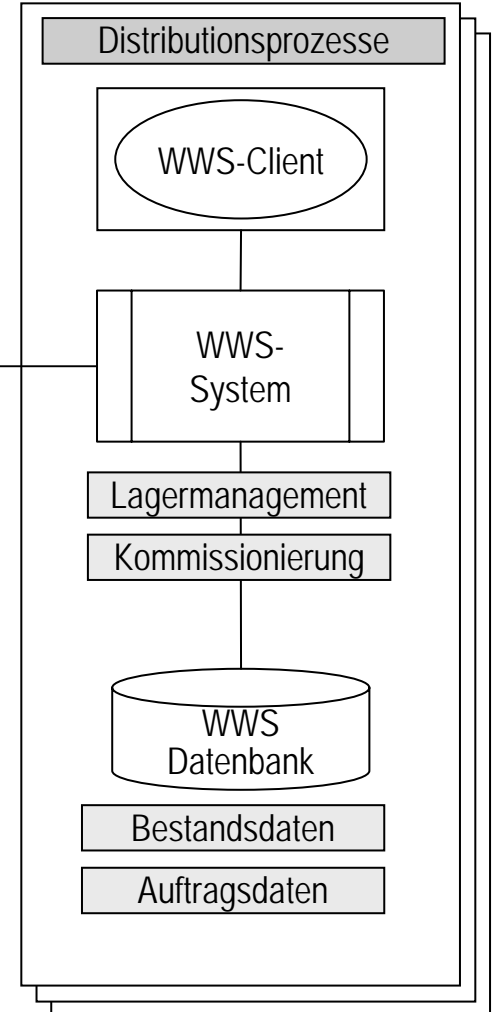 Distributionsprozesse
WWS-Client
WWS-
System
Lagermanagement
Kommissionierung
WWS
Datenbank
Bestandsdaten
Auftragsdaten